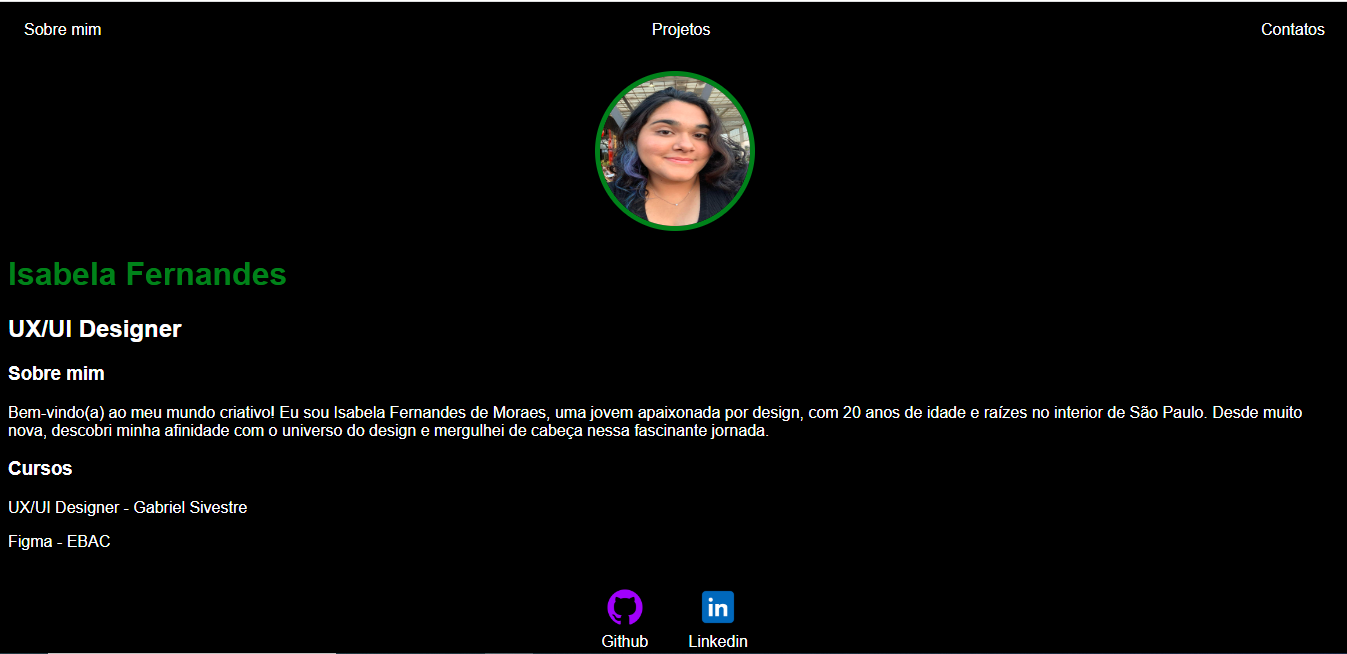 Sobre mim
Projetos
Contatos
Isabela Fernandes
UX/UI Designer
Sobre mim
Bem-vindo(a) ao meu mundo criativo! Eu sou Isabela Fernandes de Moraes, uma jovem apaixonada por design, com 20 anos de idade e raízes no interior de São Paulo. Desde muito
nova, descobri minha afinidade com o universo do design e mergulhei de cabeça nessa fascinante jornada.
Cursos
UX/UI Designer - Gabriel Sivestre
Figma - EBAC
in
Github
Linkedin